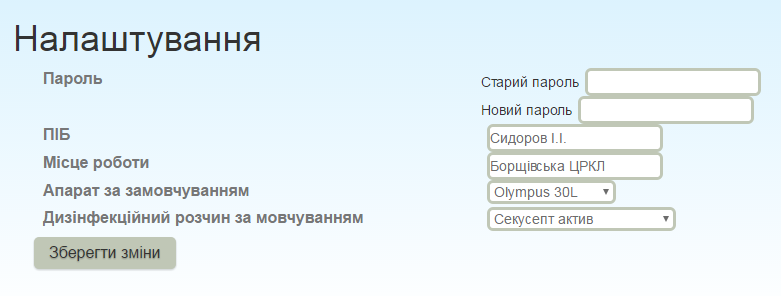 Налаштування
Пароль Старий пароль
Новий пароль
ПІБ Сидоров І.І.
Місце роботи Борщівська ЦРКЛ
Апарат за замовчуванням Olympus 30L
Дизінфекційний розчин за мовчуванням Секусепт актив
Зберегти зміни